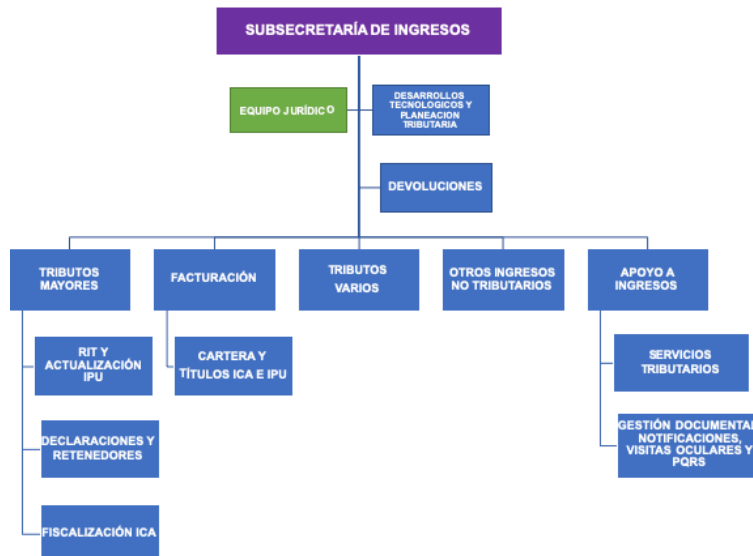 SUBSECRETARÍA DE INGRESOS
EQUIPO JURÍDICO
DESARROLLOS
TECNOLOGICOS Y
PLANEACION
TRIBUTARIA
DEVOLUCIONES
TRIBUTOS
MAYORES
FACTURACIÓN
TRIBUTOS
VARIOS
OTROS INGRESOS
NO TRIBUTARIOS
APOYO A
INGRESOS
RIT Y
ACTUALIZACIÓN
IPU
CARTERA Y
TÍTULOS ICA E IPU
SERVICIOS
TRIBUTARIOS
DECLARACIONES Y
RETENEDORES
GESTIÓN DOCUMENTAL
NOTIFICACIONES,
VISITAS OCULARES Y
PQRS
FISCALIZACIÓN ICA